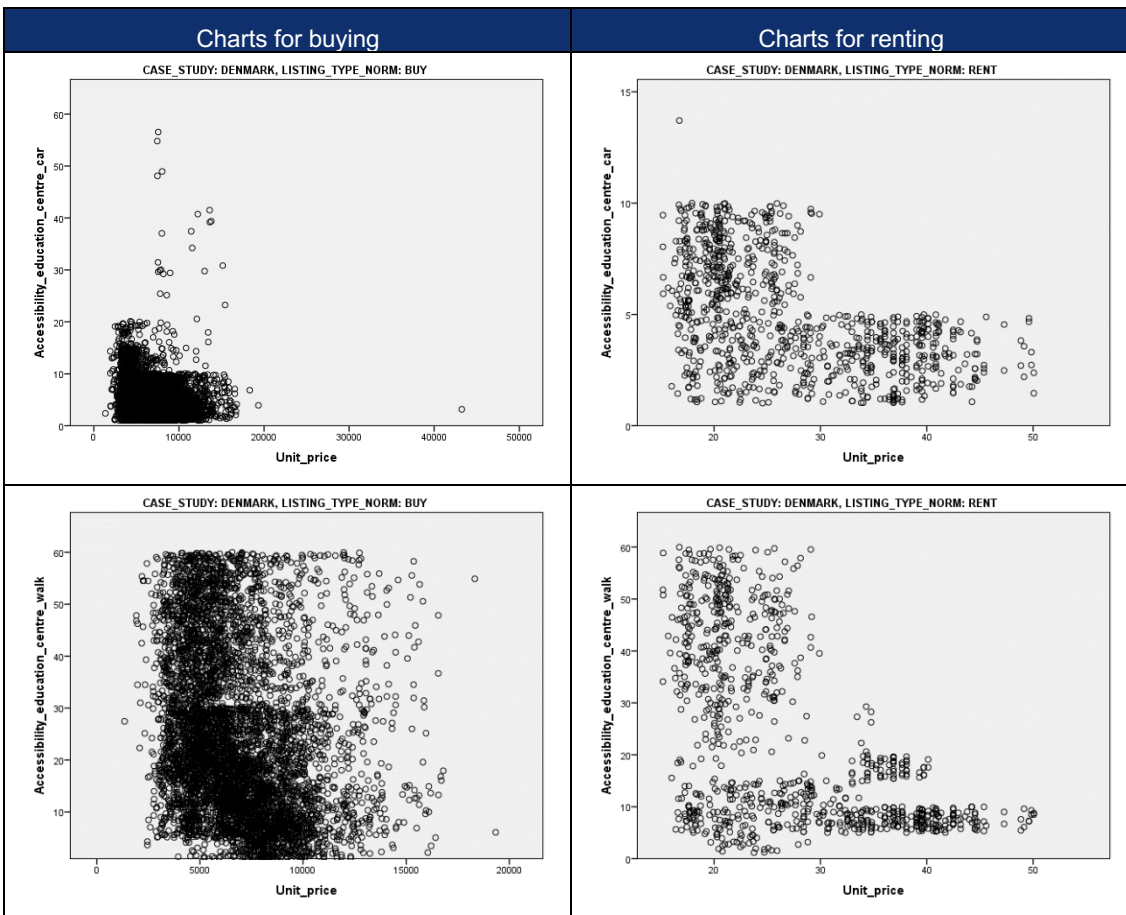 Charts for buying
Charts for renting
CASE_STUDY: DENMARK, LISTING_TYPE_NORM: BUY
Accessibility_education_centre_car
60
50
40
30
20
10
0
0 10000 20000 30000 40000 50000
Unit_price
CASE_STUDY: DENMARK, LISTING_TYPE_NORM: RENT
Accessibility_education_centre_car
15
10
5
0
20 30 40 50
Unit_price
CASE_STUDY: DENMARK, LISTING_TYPE_NORM: BUY
Accessibility_education_centre_walk
60
50
40
30
20
10
0 5000 10000 15000 20000
Unit_price
CASE_STUDY: DENMARK, LISTING_TYPE_NORM: RENT
Accessibility_education_centre_walk
60
50
40
30
20
10
0
20 30 40 50
Unit_price